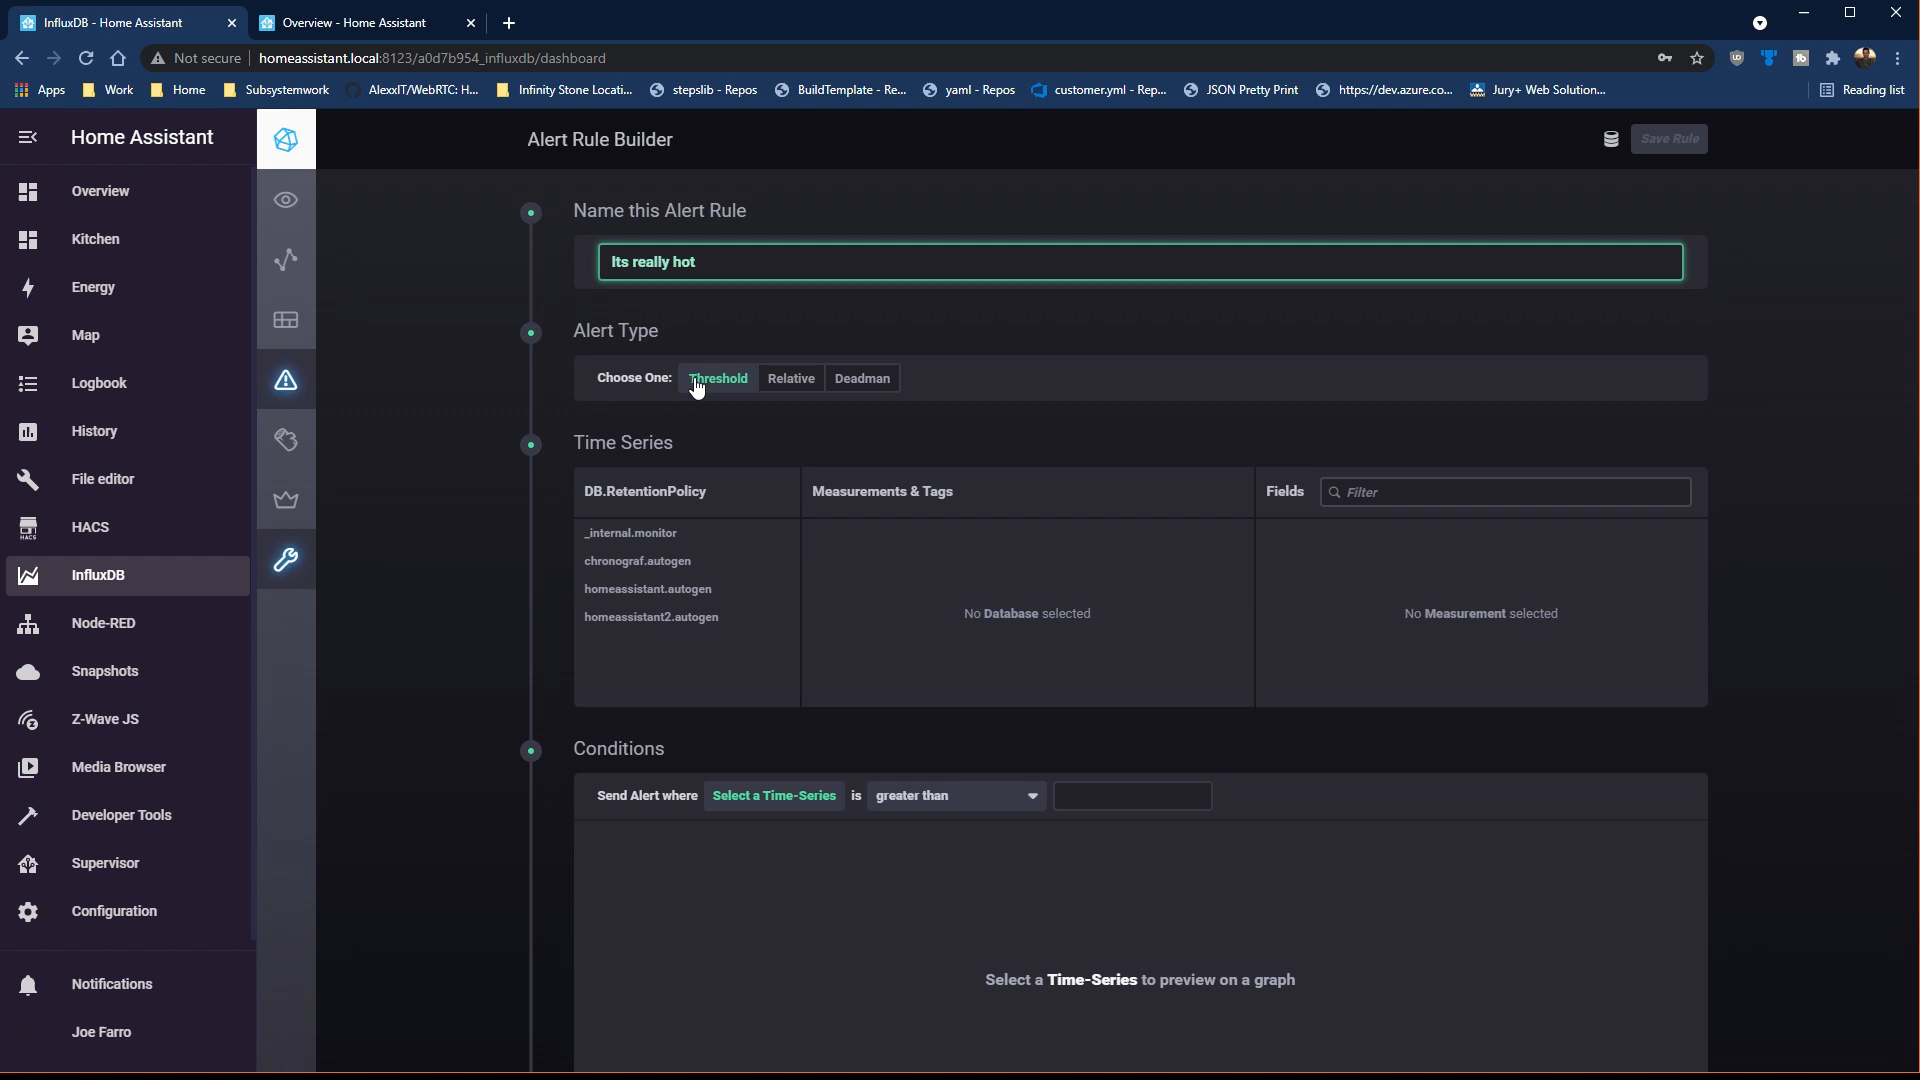 InfluxDB - Home Assistant
Overview - Home Assistant
Not secure homeassistant.local:8123/a0d7b954_influxdb/dashboard
Apps Work Home Subsystemwork AlexxIT/WebRTC: H... Infinity Stone Locati... stepslib - Repos BuildTemplate - Re... yaml - Repos customer.yml - Rep... JSON Pretty Print https://dev.azure.co... Jury+ Web Solution... Reading list
Home Assistant
Overview
Kitchen
Energy
Map
Logbook
History
File editor
HACS
HACS
InfluxDB
Node-RED
Snapshots
Z-Wave JS
Media Browser
Developer Tools
Supervisor
Configuration
Notifications
Joe Farro
Alert Rule Builder
Save Rule
Name this Alert Rule
Its really hot
Alert Type
Choose One: Threshold Relative Deadman
Time Series
DB.RetentionPolicy
_internal.monitor
chronograf.autogen
homeassistant.autogen
homeassistant2.autogen
Measurements & Tags
No Database selected
Fields
Filter
No Measurement selected
Conditions
Send Alert where Select a Time-Series is greater than
Select a Time-Series to preview on a graph